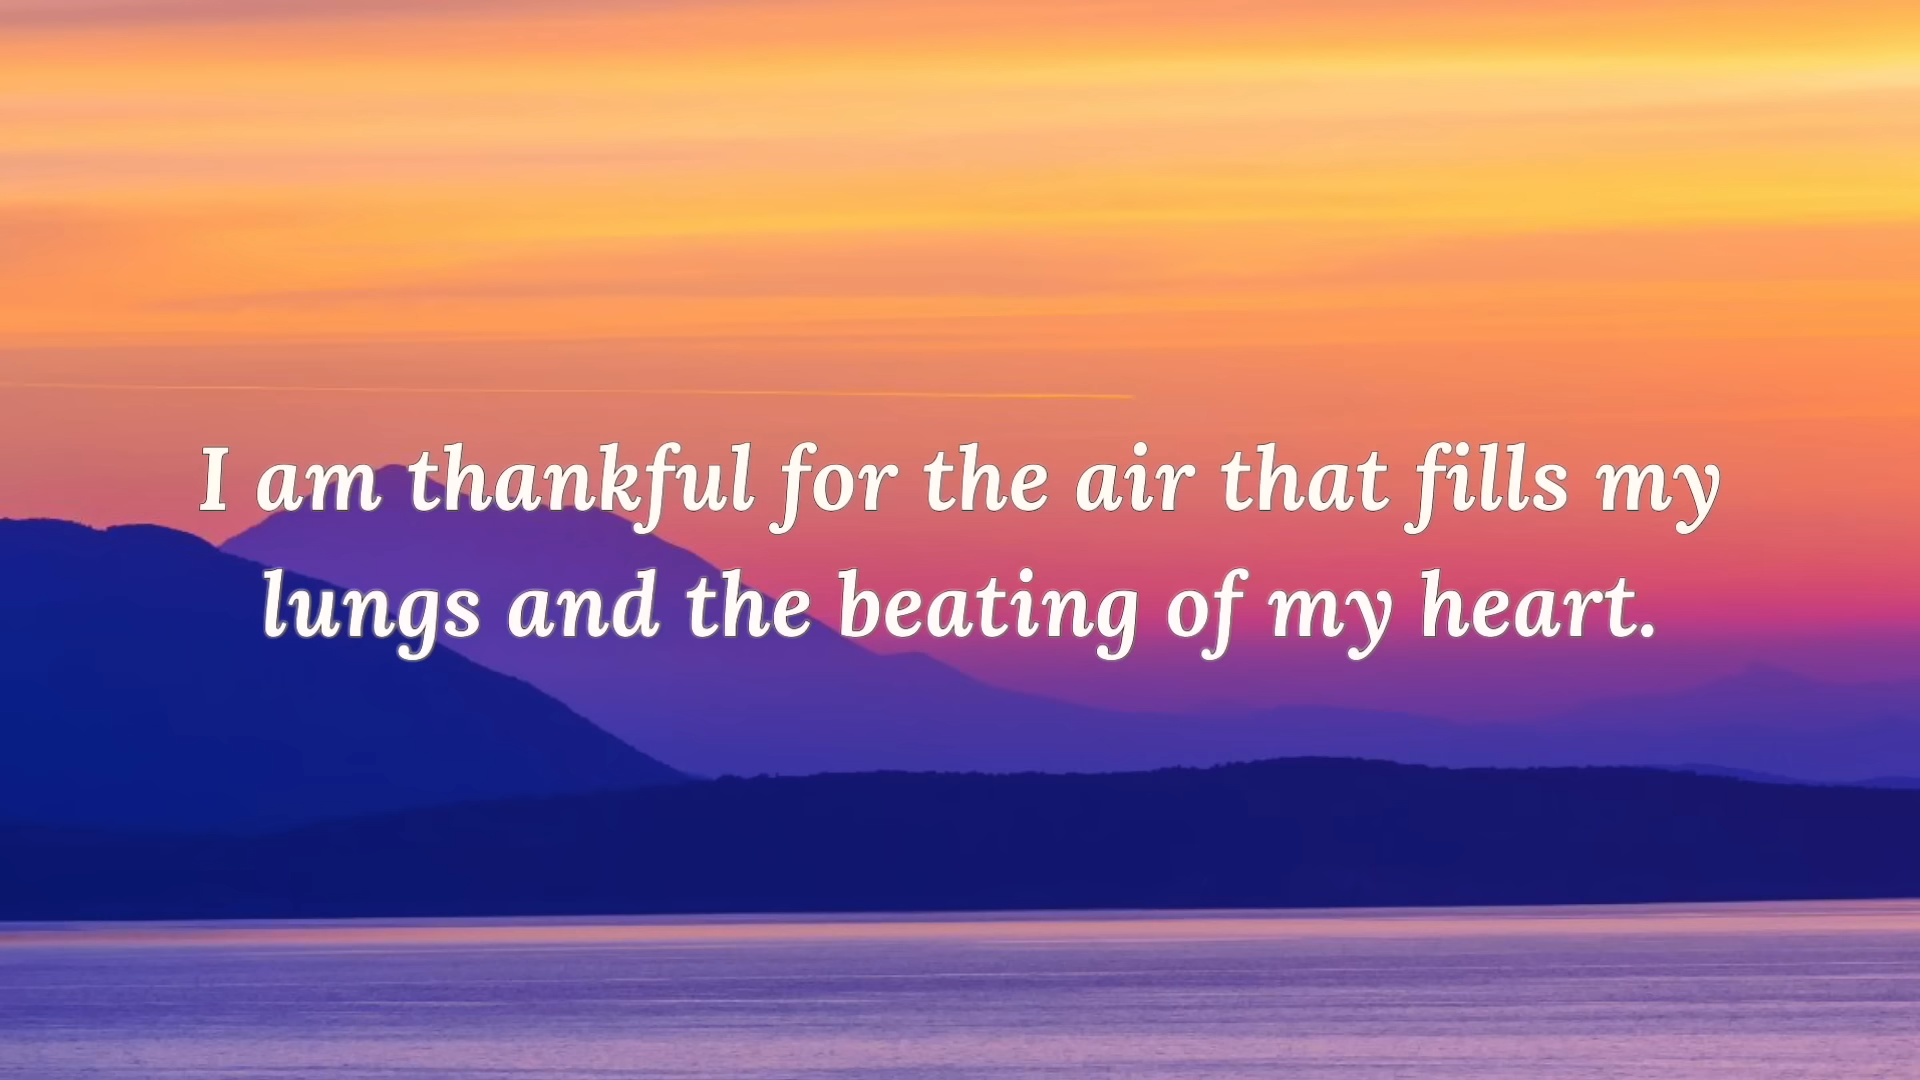 I am thankful for the air that fills my
lungs and the beating of my heart.